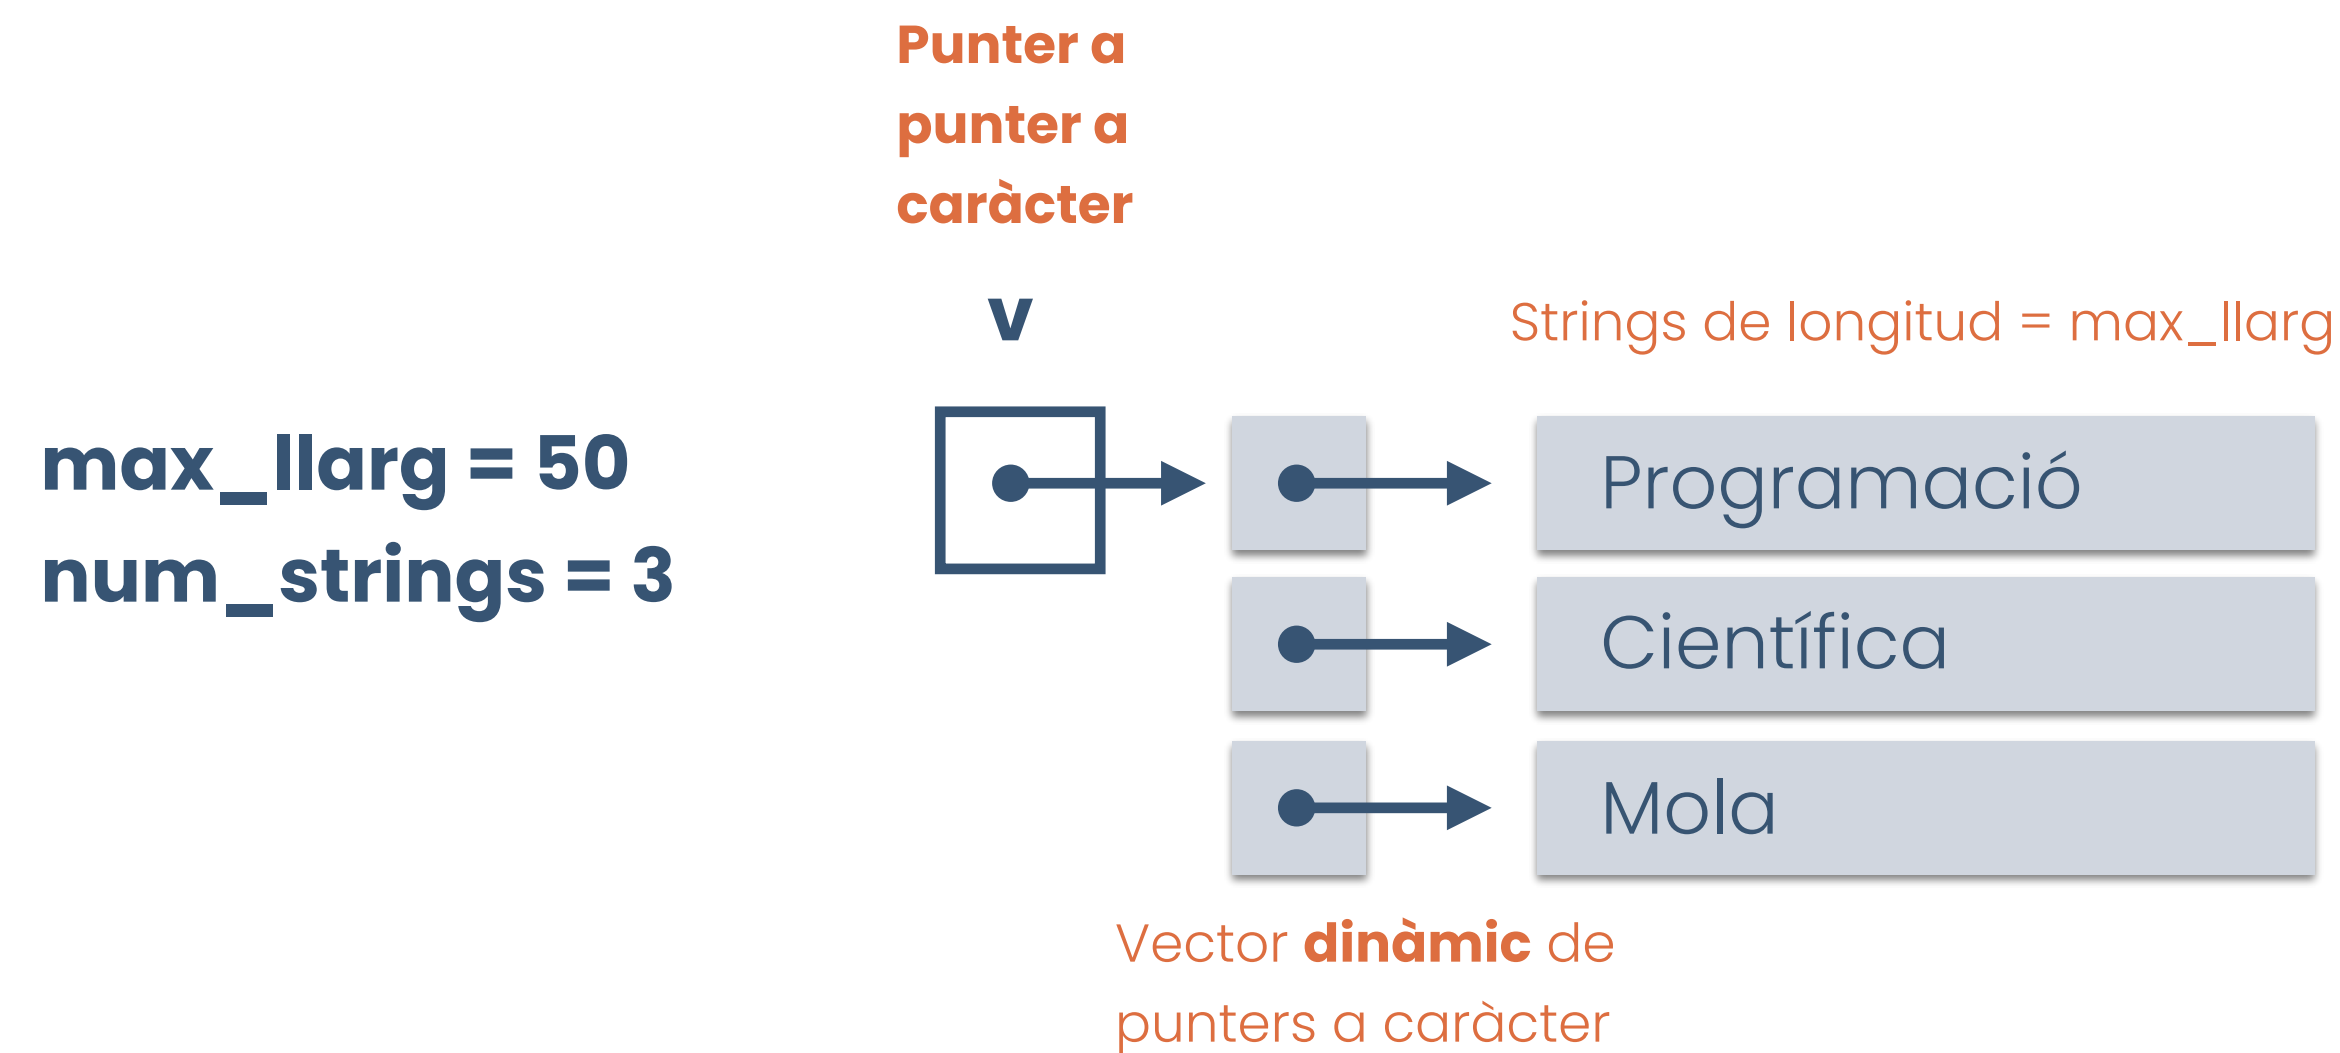 Punter a
punter a
caràcter
v
Strings de longitud = max_llarg
max_llarg = 50
num_strings = 3
Programació
Científica
Mola
Vector dinàmic de
punters a caràcter